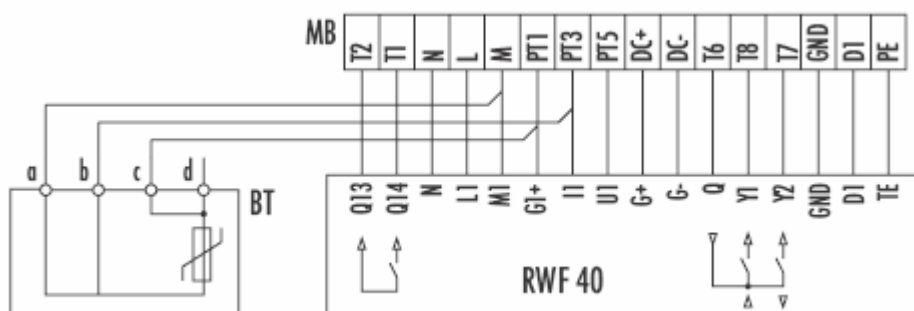 MB T2 T1 N L M PT1 PT3 PT5 DC+ DC- T6 T8 T7 GND D1 PE
a b c d
BT
Q13 Q14 N L1 M1 G1+ I1 U1 G+ G- Q Y1 Y2 GND D1 TE
RWF 40